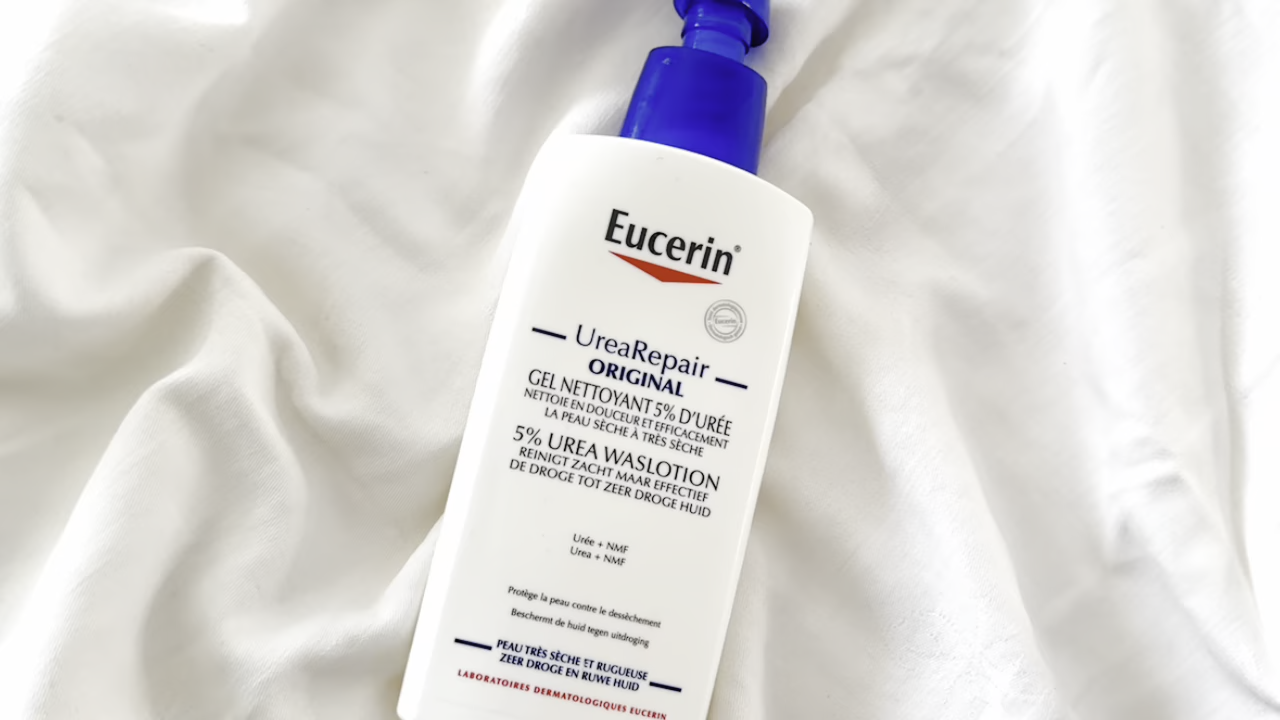 Eucerin®
Eucerin
UreaRepair
ORIGINAL
GEL NETTOYANT 5% D'URÉE
NETTOIE EN DOUCEUR ET EFFICACEMENT
LA PEAU SÈCHE À TRÈS SÈCHE
5% UREA WASLOTION
REINIGT ZACHT MAAR EFFECTIEF
DE DROGE TOT ZEER DROGE HUID
Urée + NMF
Urea + NMF
Protège la peau contre le dessèchement
Beschermt de huid tegen uitdroging
PEAU TRÈS SÈCHE ET RUGUEUSE
ZEER DROGE EN RUWE HUID
LABORATOIRES DERMATOLOGIQUES EUCERIN